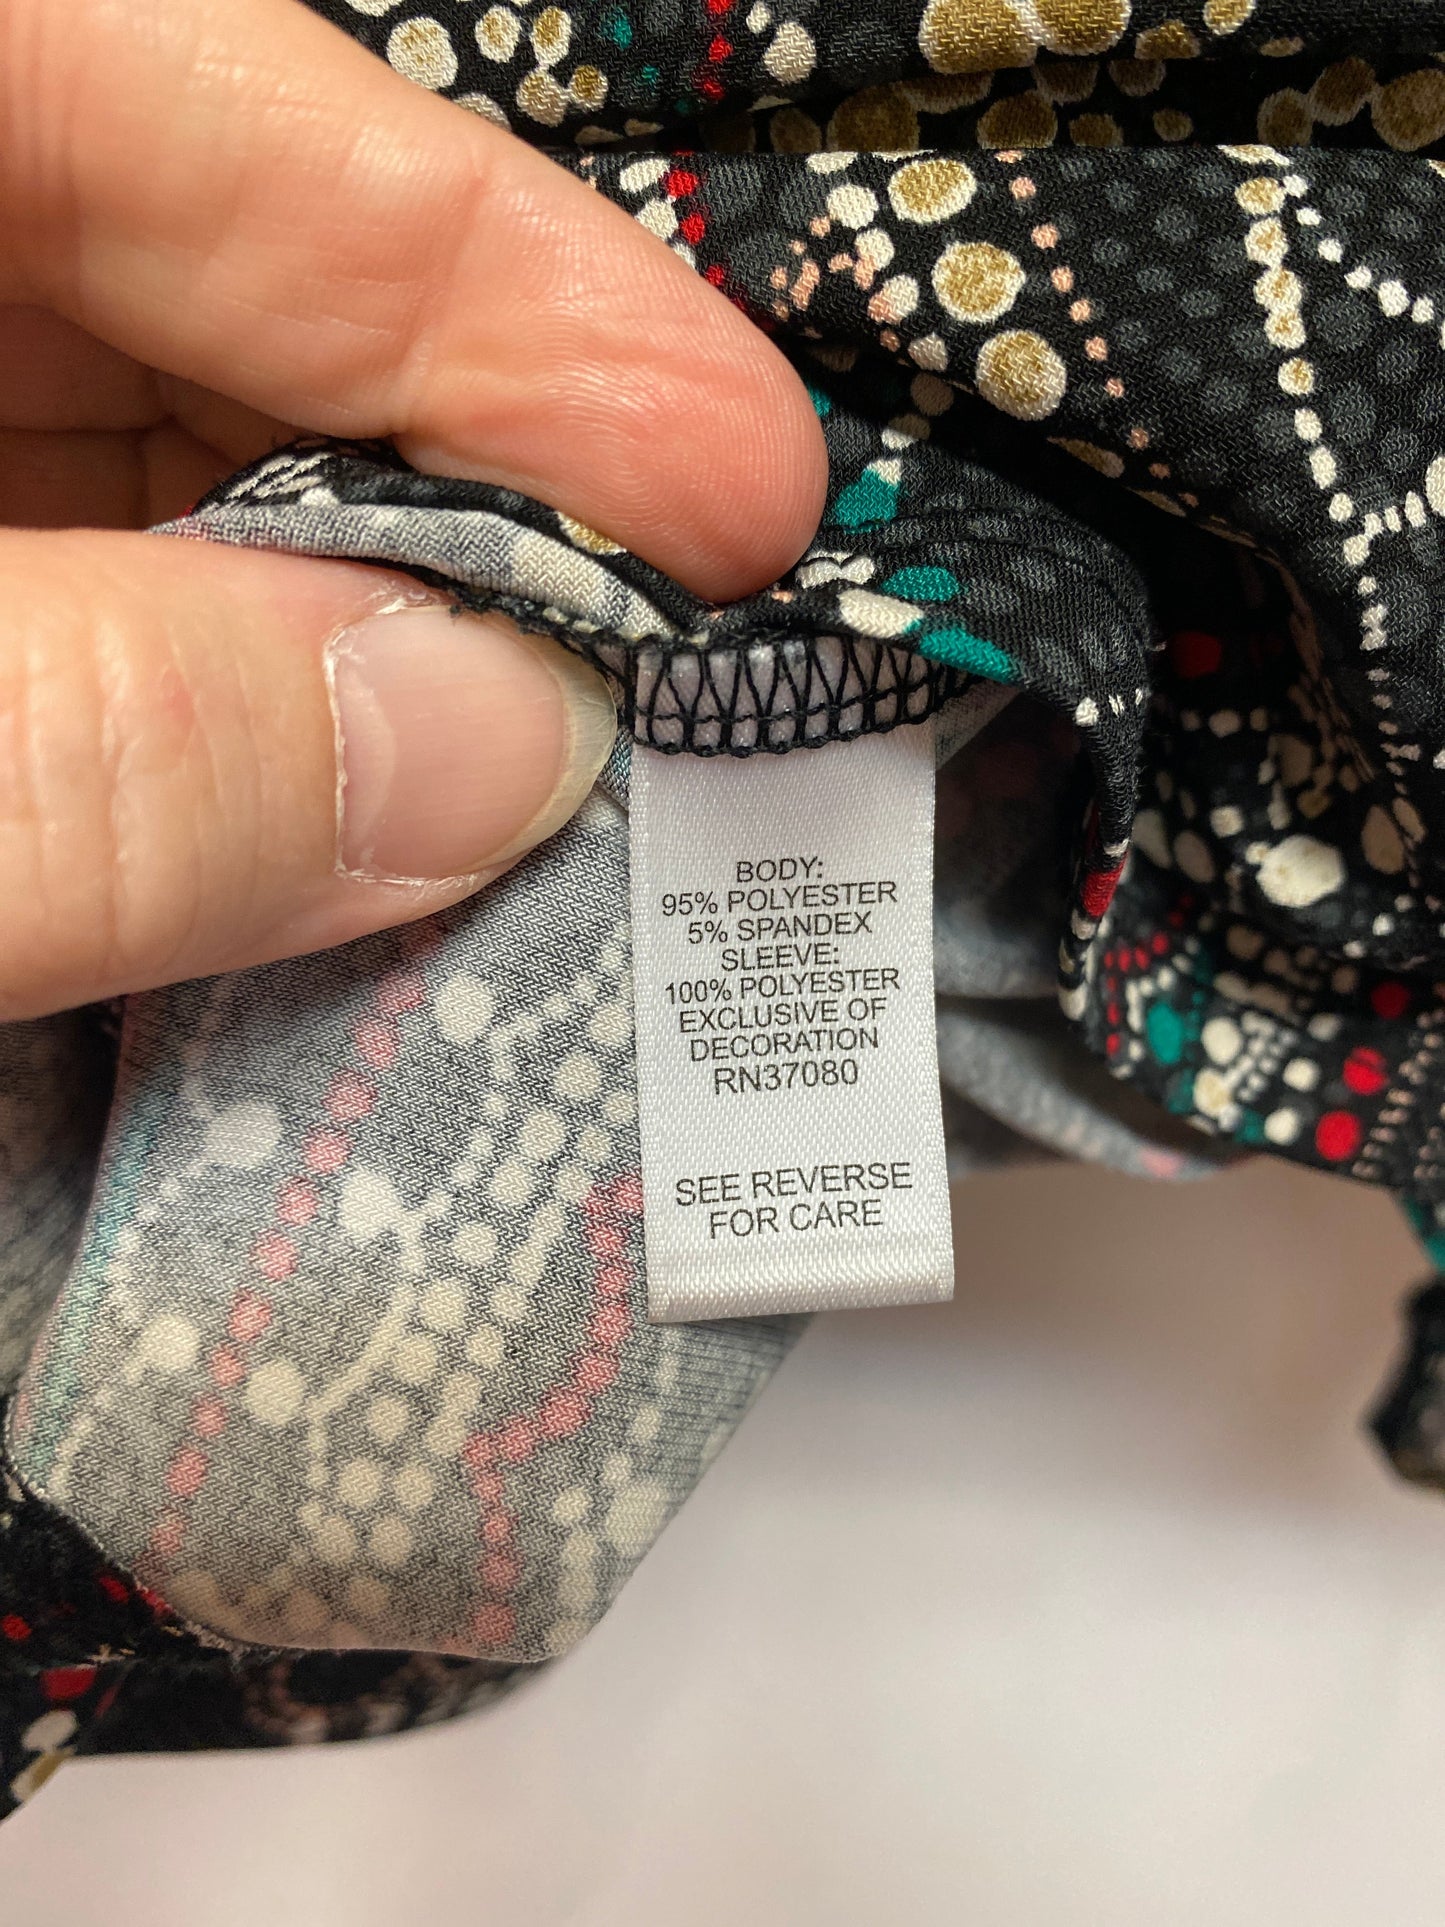 BODY:
95% POLYESTER
5% SPANDEX
SLEEVE:
100% POLYESTER
EXCLUSIVE OF
DECORATION
RN37080
SEE REVERSE
FOR CARE